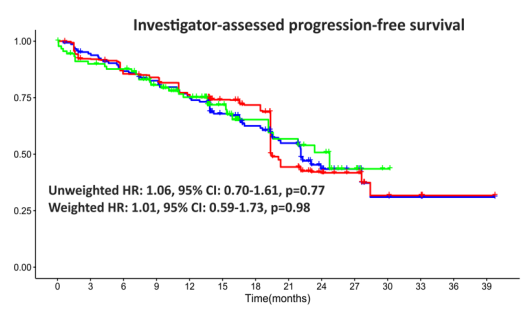 Investigator-assessed progression-free survival
1.00
0.75
0.50
Unweighted HR: 1.06, 95% CI: 0.70-1.61, p=0.77
Weighted HR: 1.01, 95% CI: 0.59-1.73, p=0.98
0.25
0.00
0 3 6 9 12 15 18 21 24 27 30 33 36 39
Time(months)